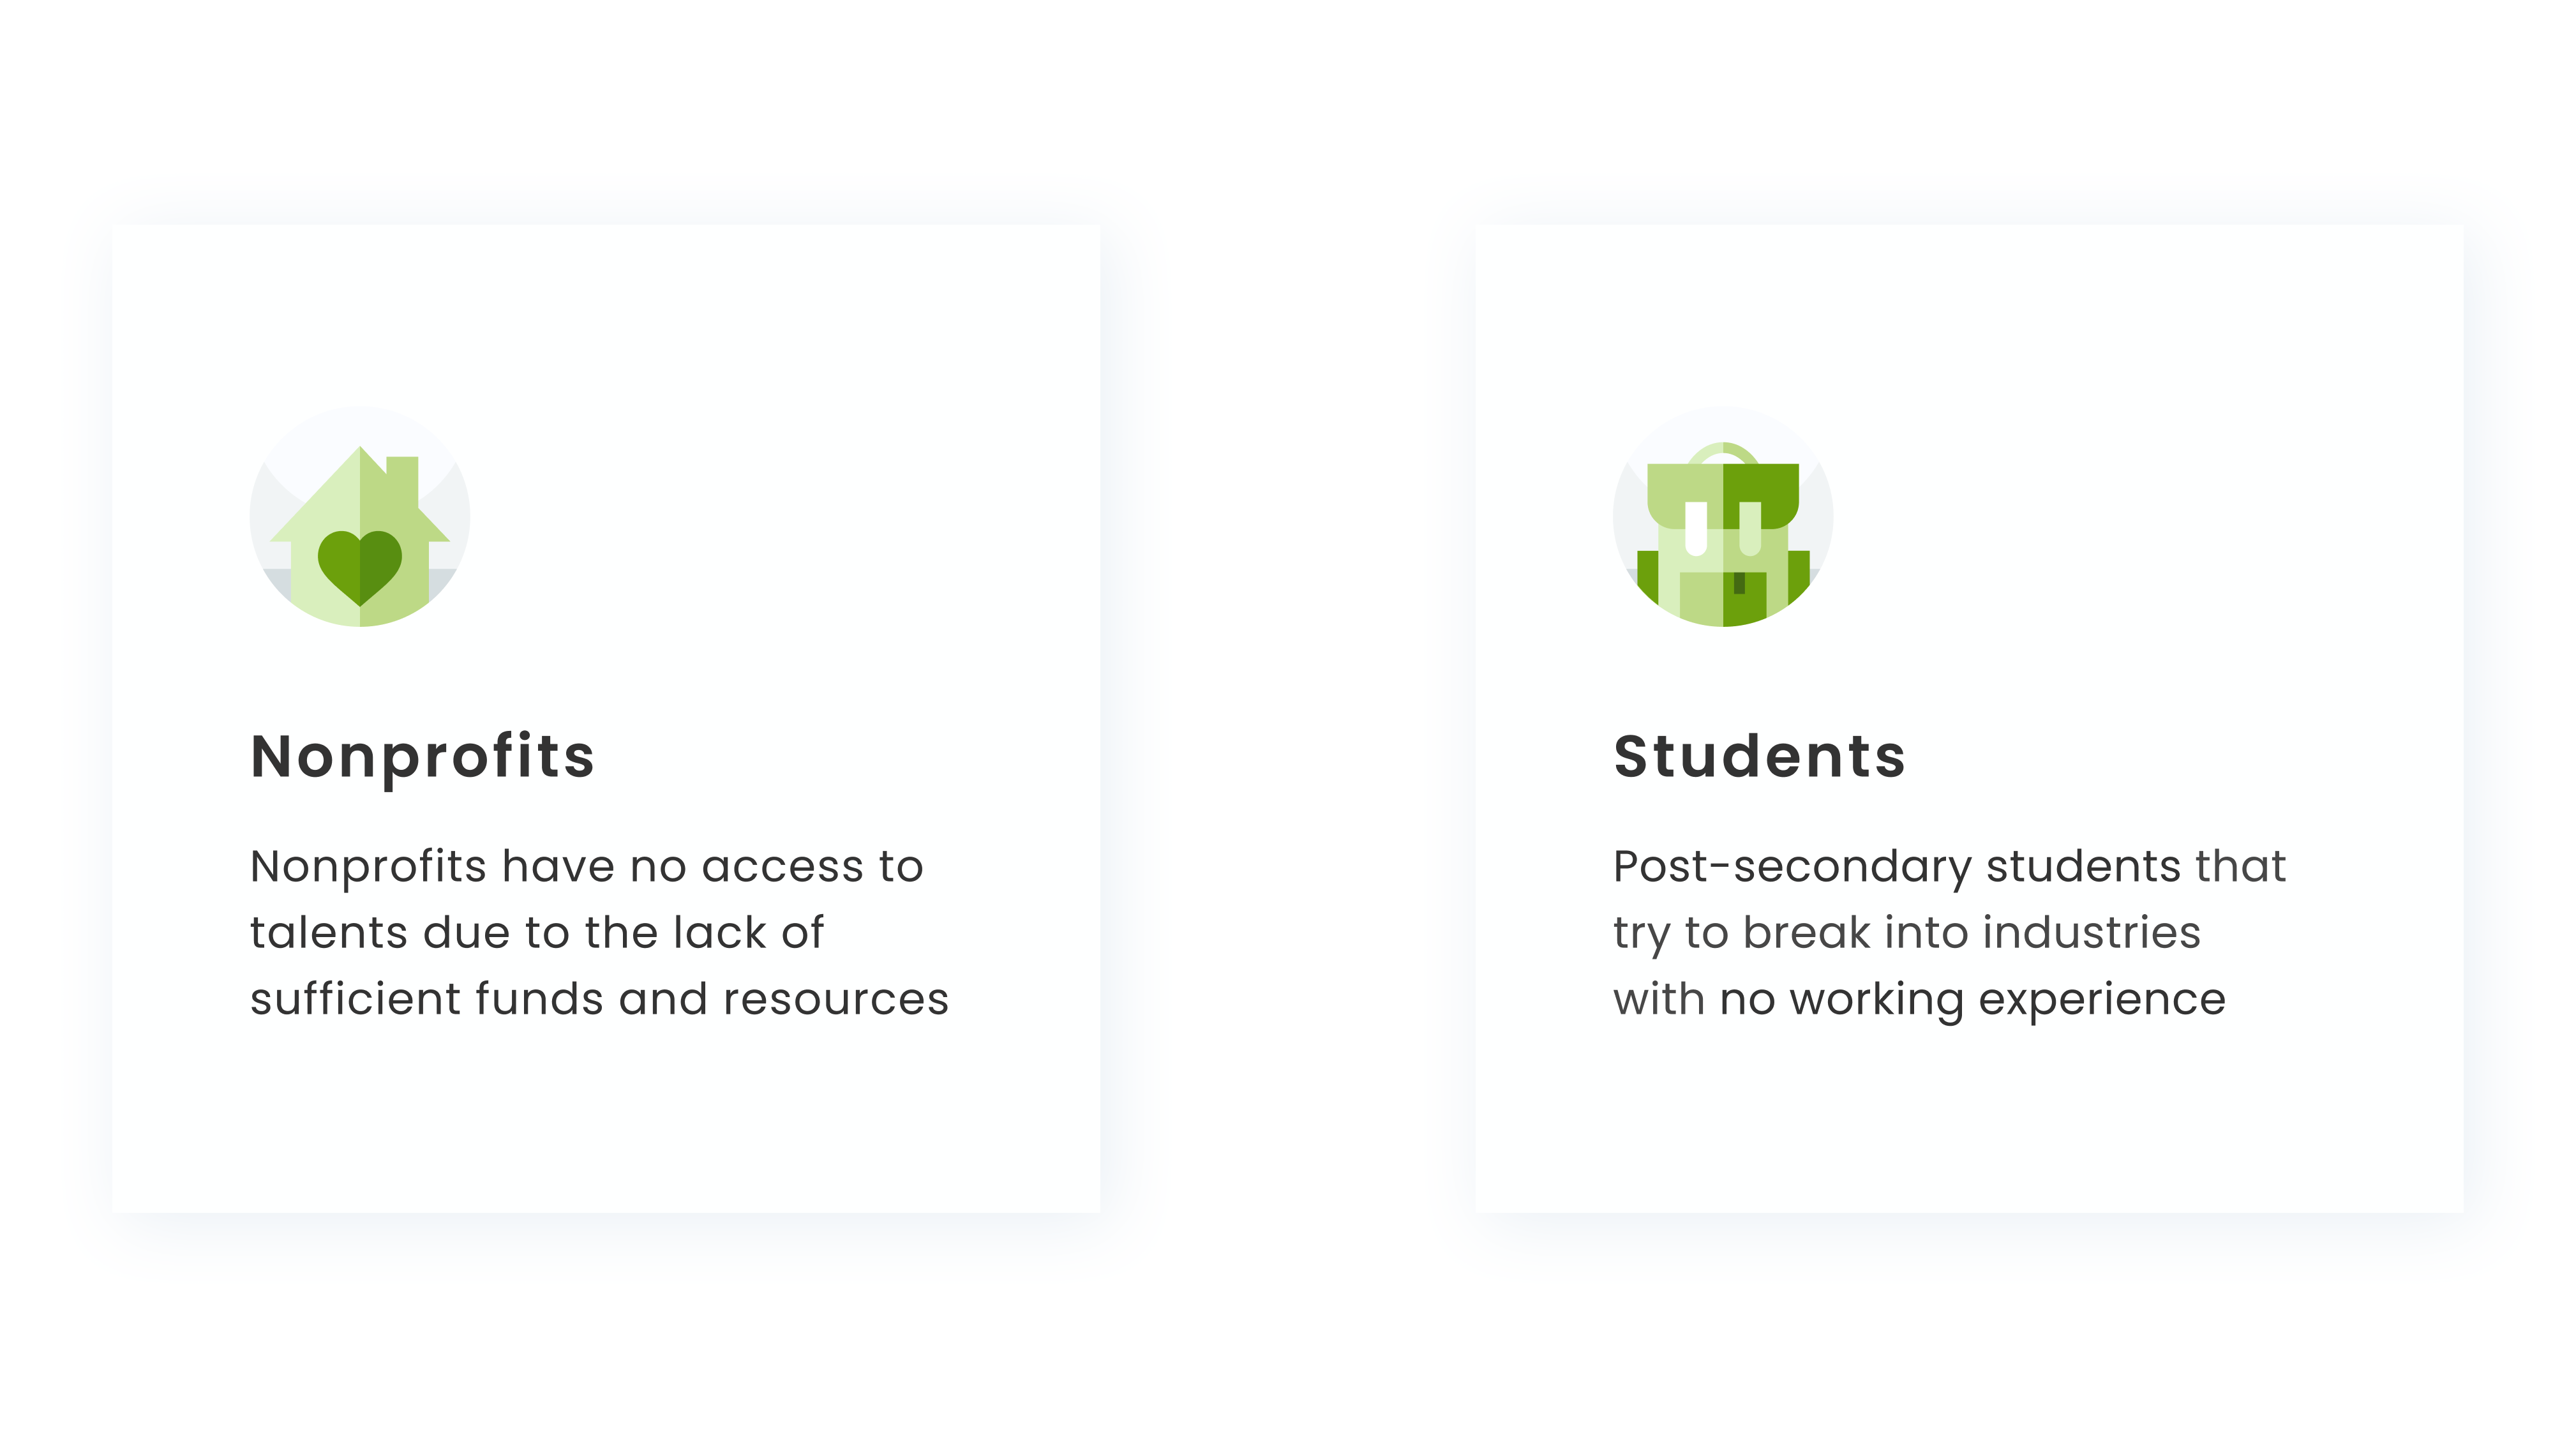 Nonprofits
Nonprofits have no access to
talents due to the lack of
sufficient funds and resources
Students
Post-secondary students that
try to break into industries
with no working experience